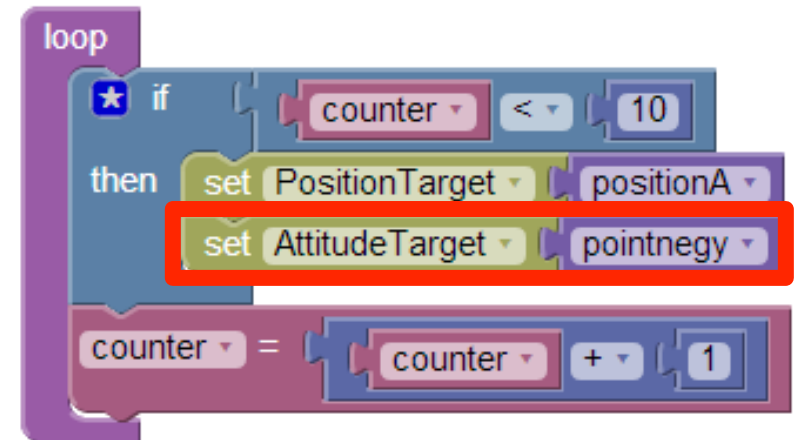 loop
if counter < 10
then set PositionTarget positionA
set AttitudeTarget pointnegy
counter = counter + 1